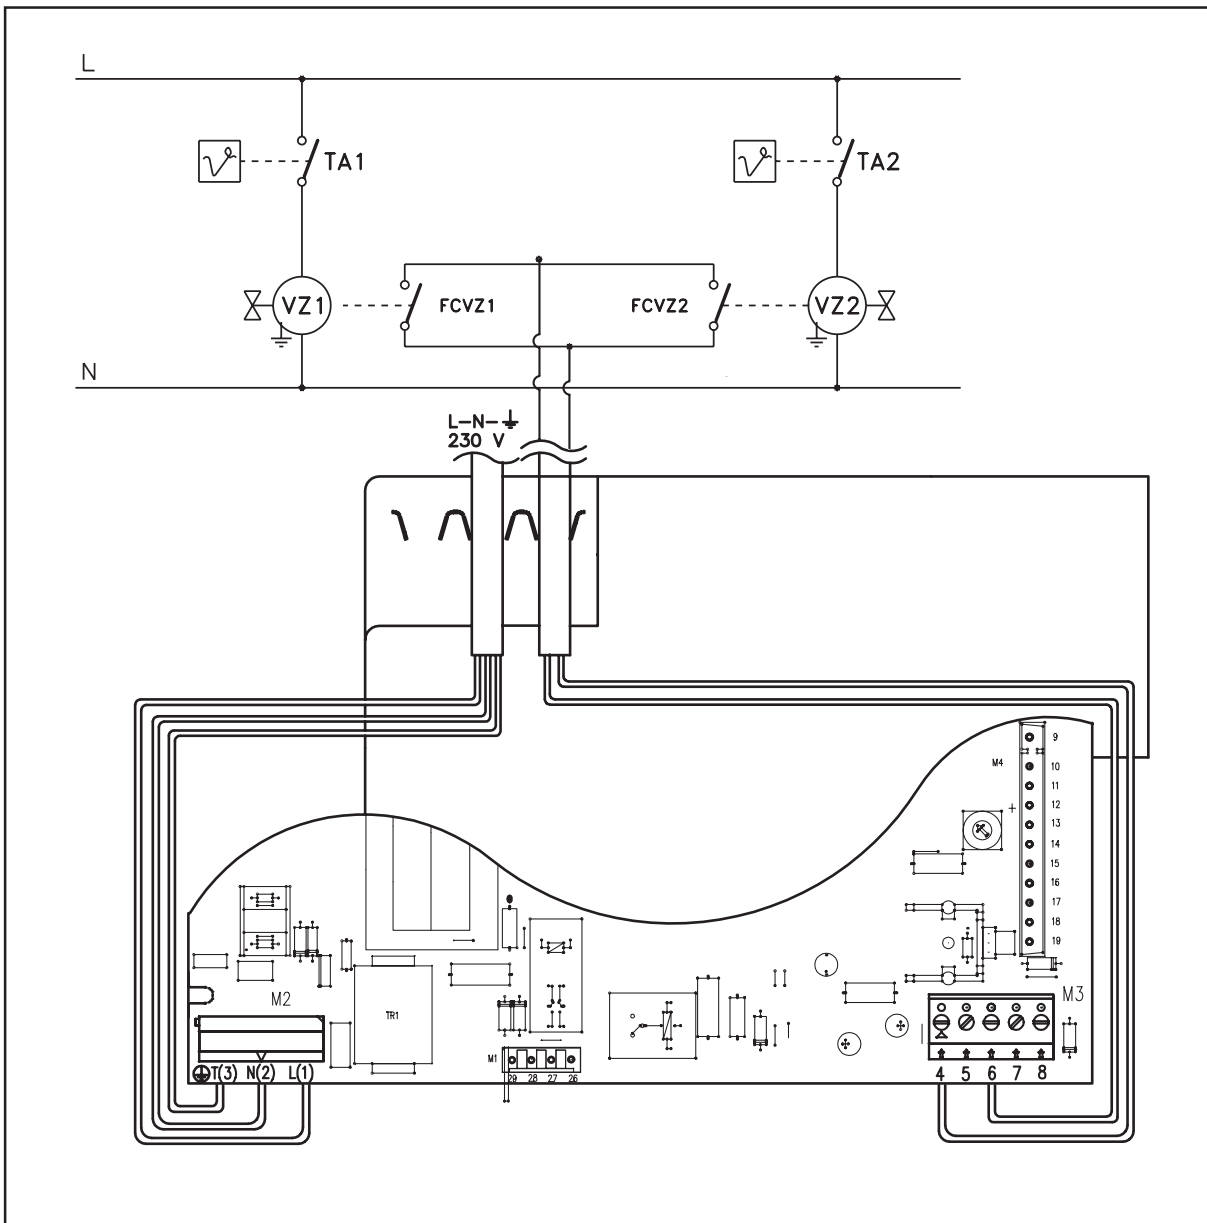 L
TA1
TA2
VZ1
FCVZ1
FCVZ2
VZ2
N
L-N-⏚
230 V
9
M4
10
11
+
12
13
14
15
16
17
18
19
M2
M3
TR1
M1
29 28 27 26
T(3) N(2) L(1)
4 5 6 7 8